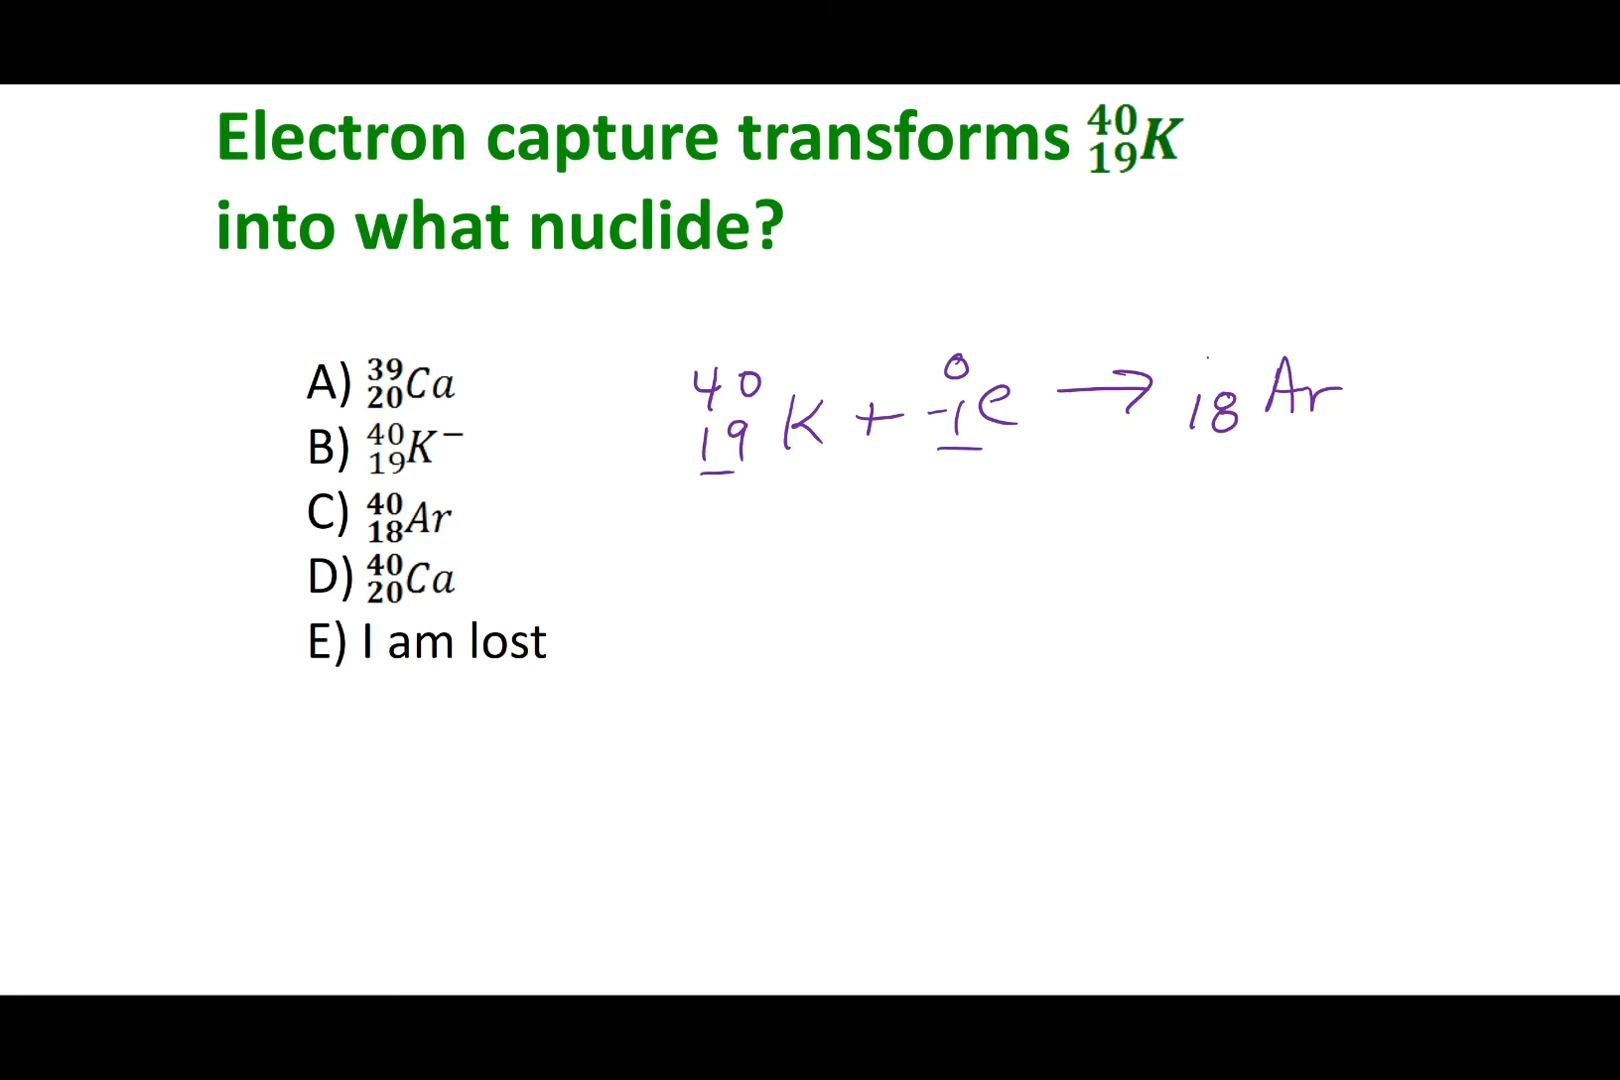 Electron capture transforms ⁴⁰₁₉K
into what nuclide?
A) ³⁹₂₀Ca
B) ⁴⁰₁₉K⁻
C) ⁴⁰₁₈Ar
D) ⁴⁰₂₀Ca
E) I am lost
⁴⁰₁₉K + ⁰₋₁e → ₁₈Ar